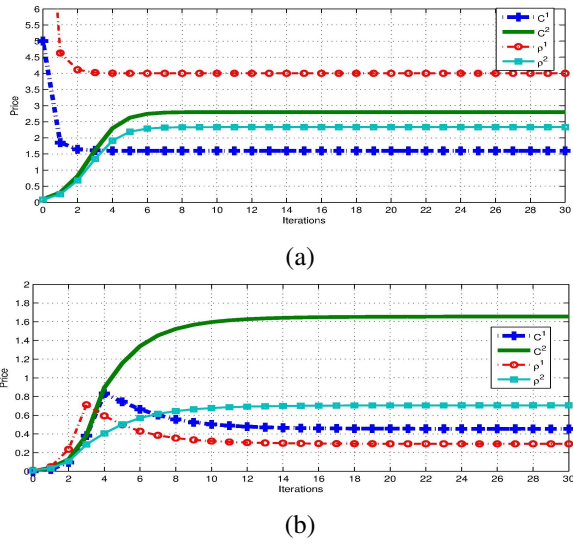 6
5.5
5
4.5
4
3.5
3
2.5
2
1.5
1
0.5
0
Price
0 2 4 6 8 10 12 14 16 18 20 22 24 26 28 30
Iterations
C¹
C²
ρ¹
ρ²
(a)
2
1.8
1.6
1.4
1.2
1
0.8
0.6
0.4
0.2
0
Price
0 2 4 6 8 10 12 14 16 18 20 22 24 26 28 30
Iterations
C¹
C²
ρ¹
ρ²
(b)